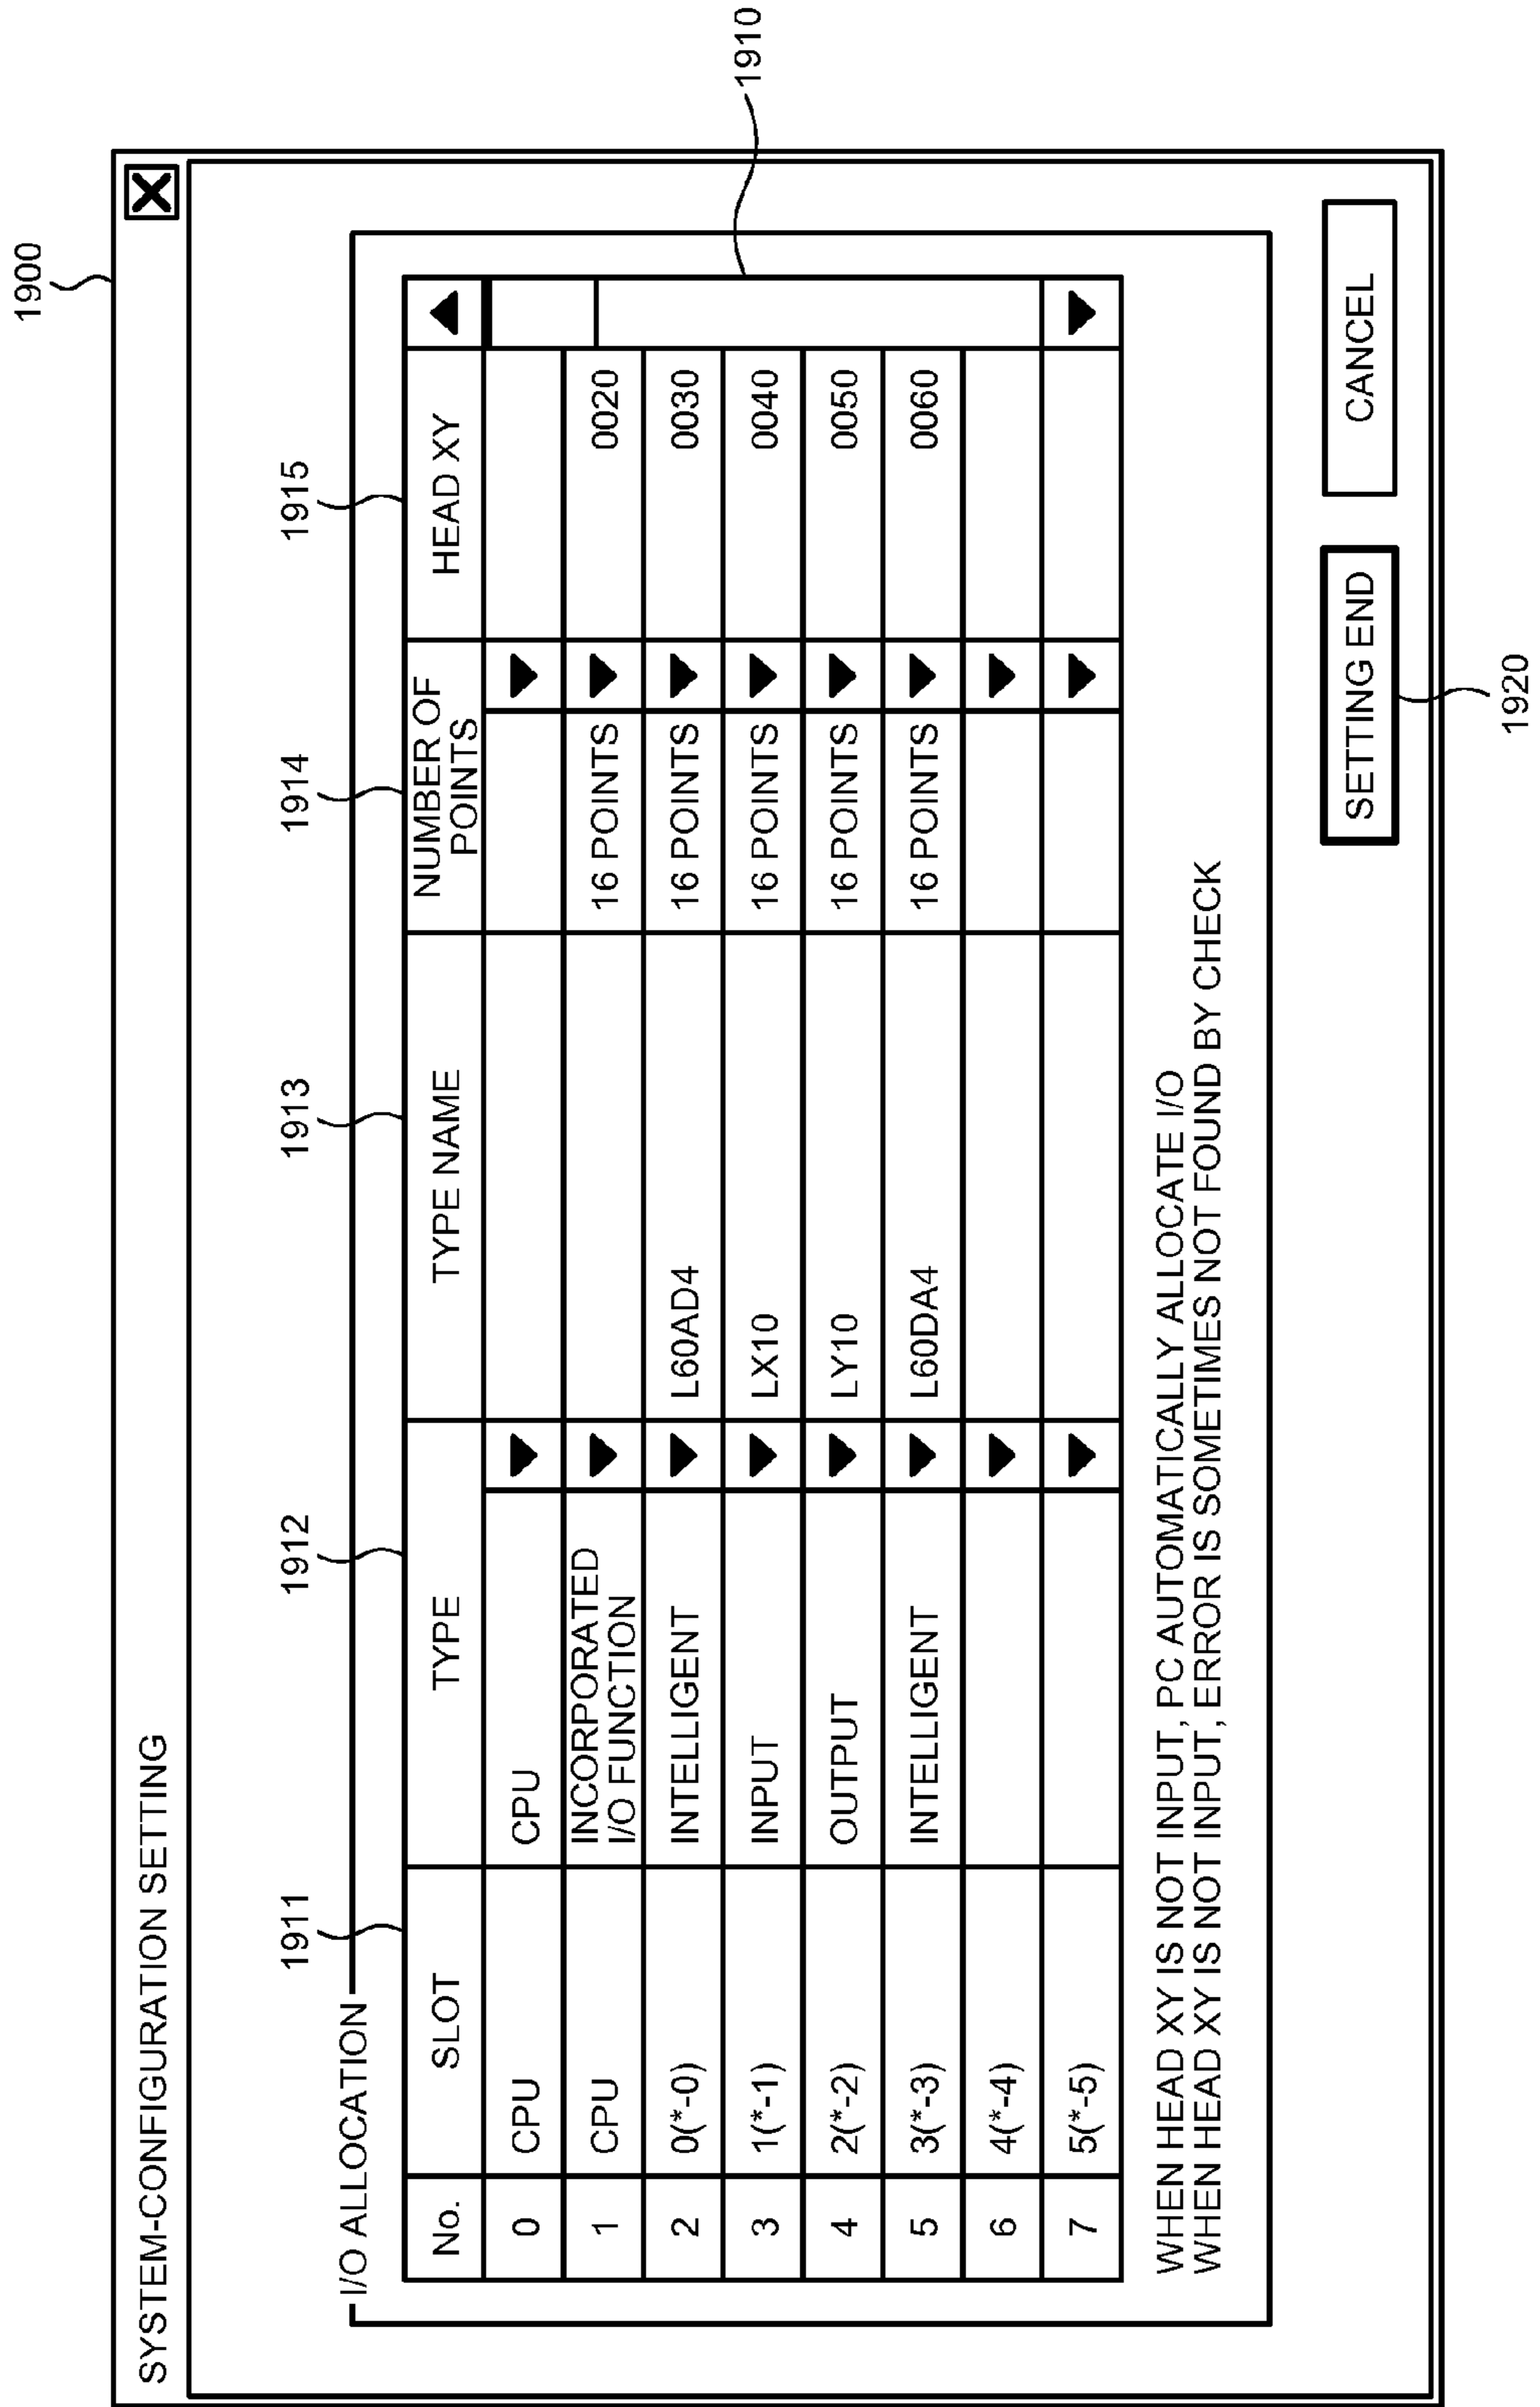 1900
SYSTEM-CONFIGURATION SETTING
I/O ALLOCATION
1911 1912 1913 1914 1915
No. SLOT TYPE TYPE NAME NUMBER OF POINTS HEAD XY
0 CPU CPU
1 CPU INCORPORATED I/O FUNCTION 16 POINTS 0020
2 0(*-0) INTELLIGENT L60AD4 16 POINTS 0030
3 1(*-1) INPUT LX10 16 POINTS 0040
4 2(*-2) OUTPUT LY10 16 POINTS 0050
5 3(*-3) INTELLIGENT L60DA4 16 POINTS 0060
6 4(*-4)
7 5(*-5)
1910
WHEN HEAD XY IS NOT INPUT, PC AUTOMATICALLY ALLOCATE I/O
WHEN HEAD XY IS NOT INPUT, ERROR IS SOMETIMES NOT FOUND BY CHECK
SETTING END CANCEL
1920